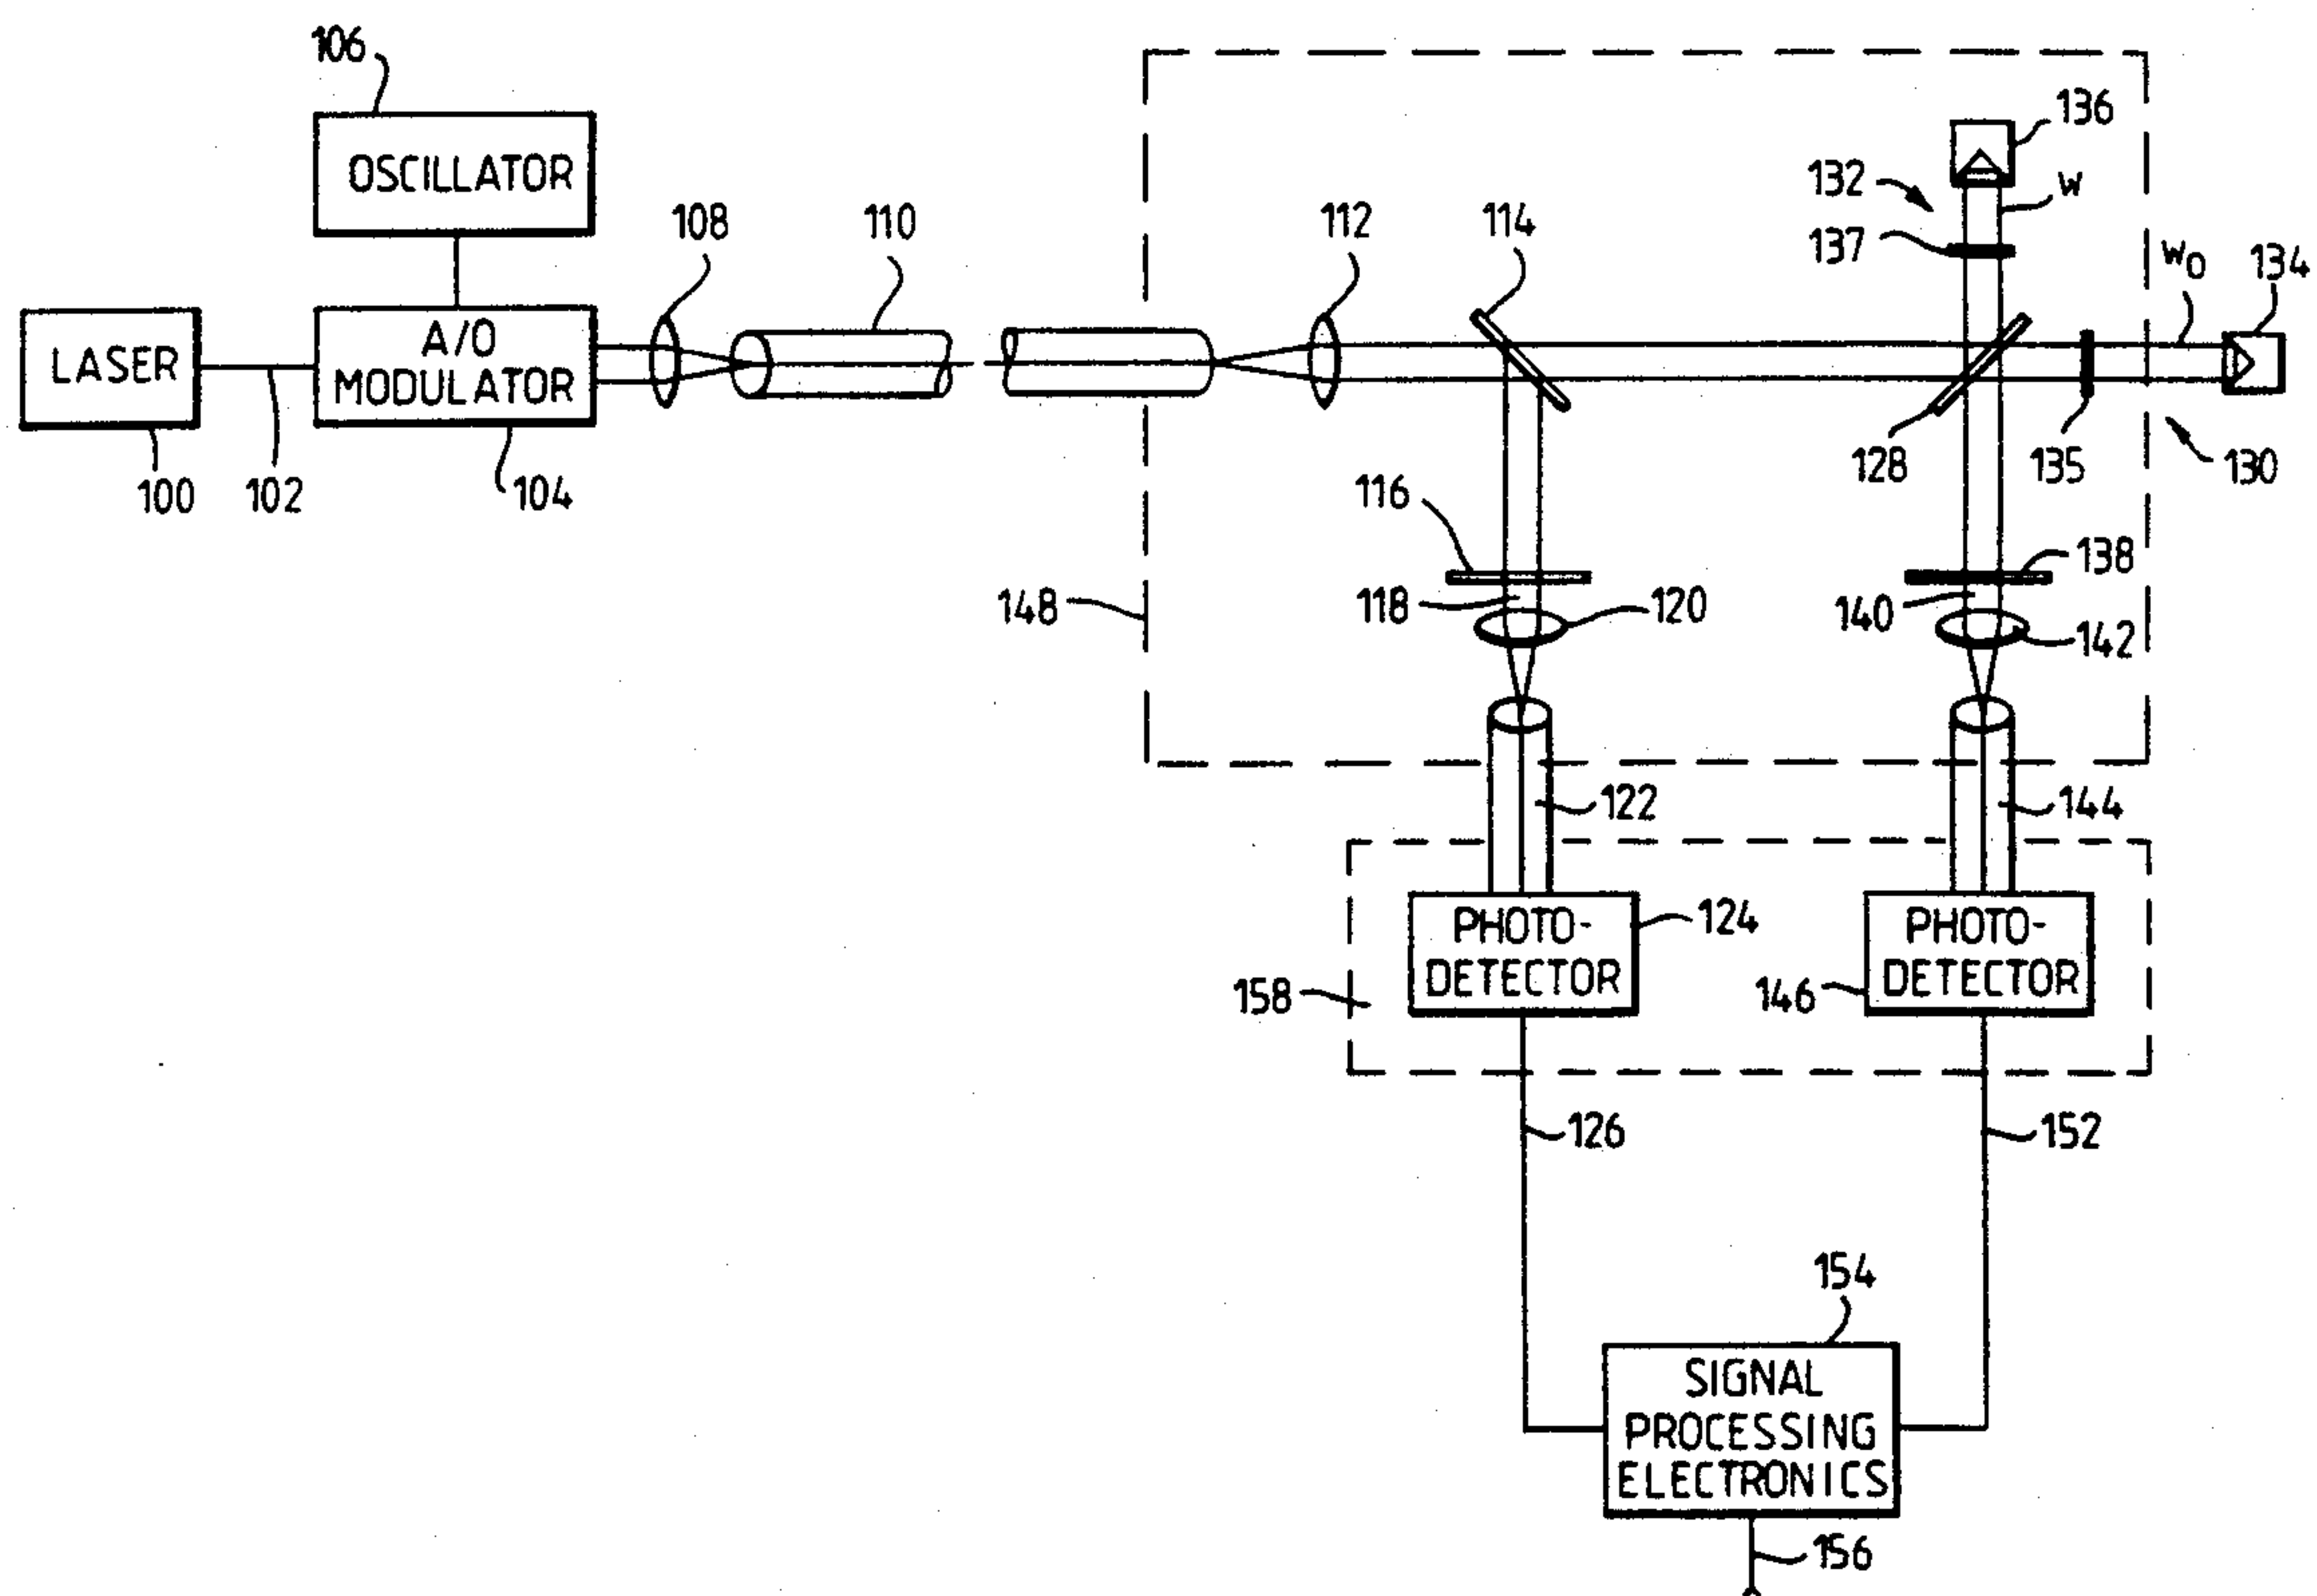 106
OSCILLATOR
108
110
112
114
132
136
W
137
W0
134
LASER
A/O
MODULATOR
100
102
104
128
135
130
116
138
148
118
120
140
142
122
144
PHOTO-
DETECTOR
124
PHOTO-
DETECTOR
146
158
126
152
154
SIGNAL
PROCESSING
ELECTRONICS
156